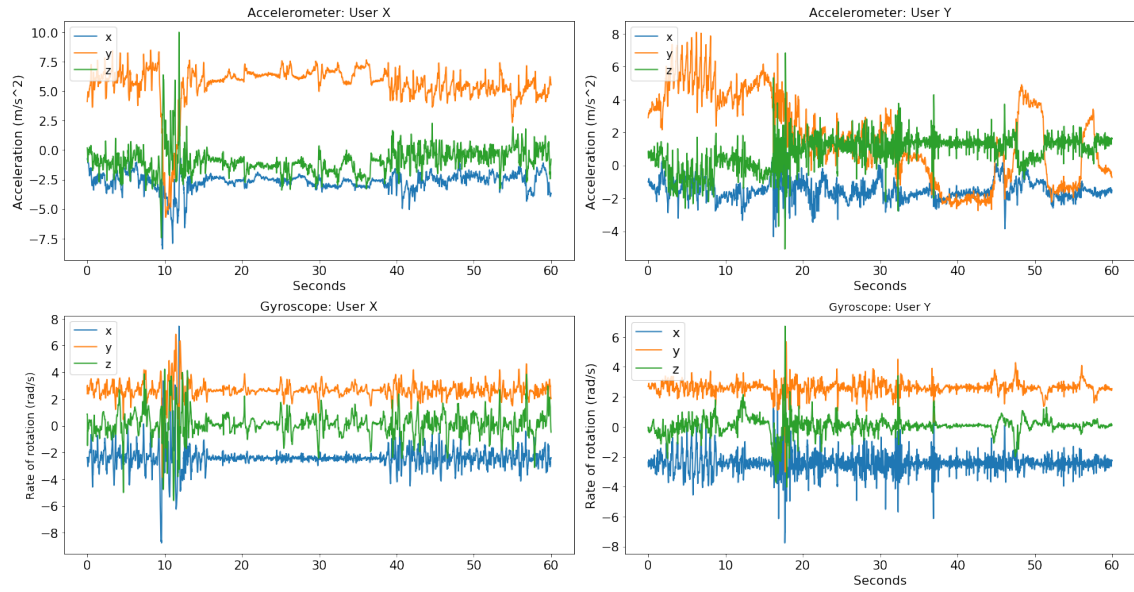 Accelerometer: User X
Acceleration (m/s^2)
10.0
7.5
5.0
2.5
0.0
−2.5
−5.0
−7.5
x
y
z
0 10 20 30 40 50 60
Seconds
Accelerometer: User Y
Acceleration (m/s^2)
8
6
4
2
0
−2
−4
x
y
z
0 10 20 30 40 50 60
Seconds
Gyroscope: User X
Rate of rotation (rad/s)
8
6
4
2
0
−2
−4
−6
−8
x
y
z
0 10 20 30 40 50 60
Gyroscope: User Y
Rate of rotation (rad/s)
8
6
4
2
0
−2
−4
−6
−8
x
y
z
0 10 20 30 40 50 60
Seconds